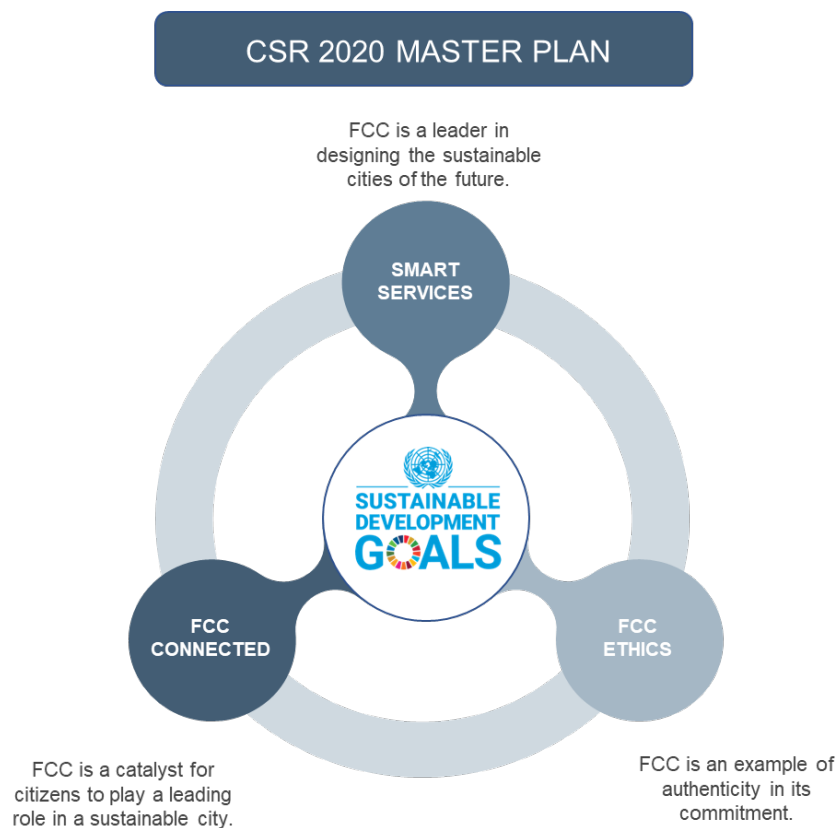 CSR 2020 MASTER PLAN
FCC is a leader in
designing the sustainable
cities of the future.
SMART
SERVICES
SUSTAINABLE
DEVELOPMENT
GOALS
FCC
CONNECTED
FCC
ETHICS
FCC is a catalyst for
citizens to play a leading
role in a sustainable city.
FCC is an example of
authenticity in its
commitment.